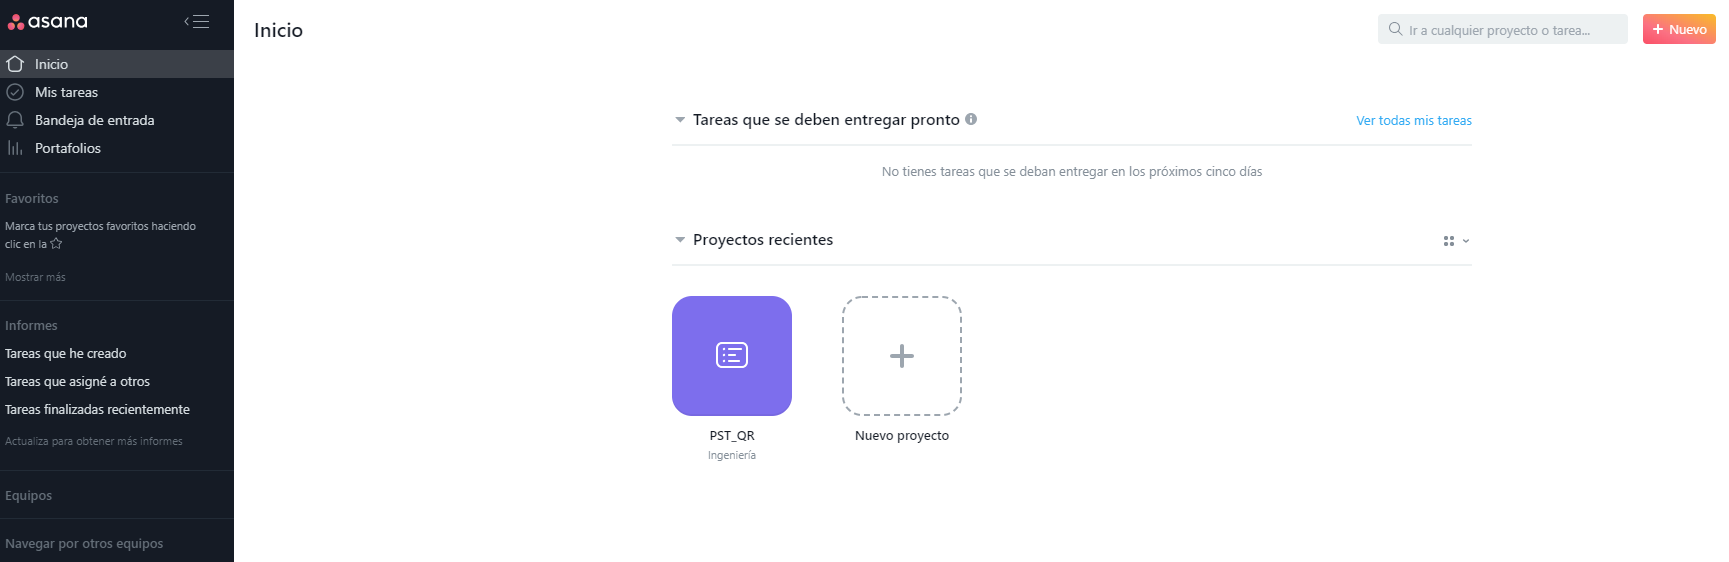 asana
Inicio
Mis tareas
Bandeja de entrada
Portafolios
Favoritos
Marca tus proyectos favoritos haciendo
clic en la
Mostrar más
Informes
Tareas que he creado
Tareas que asigné a otros
Tareas finalizadas recientemente
Actualiza para obtener más informes
Equipos
Navegar por otros equipos
Inicio
Ir a cualquier proyecto o tarea...
+ Nuevo
Tareas que se deben entregar pronto
Ver todas mis tareas
No tienes tareas que se deban entregar en los próximos cinco días
Proyectos recientes
PST_QR
Ingeniería
Nuevo proyecto